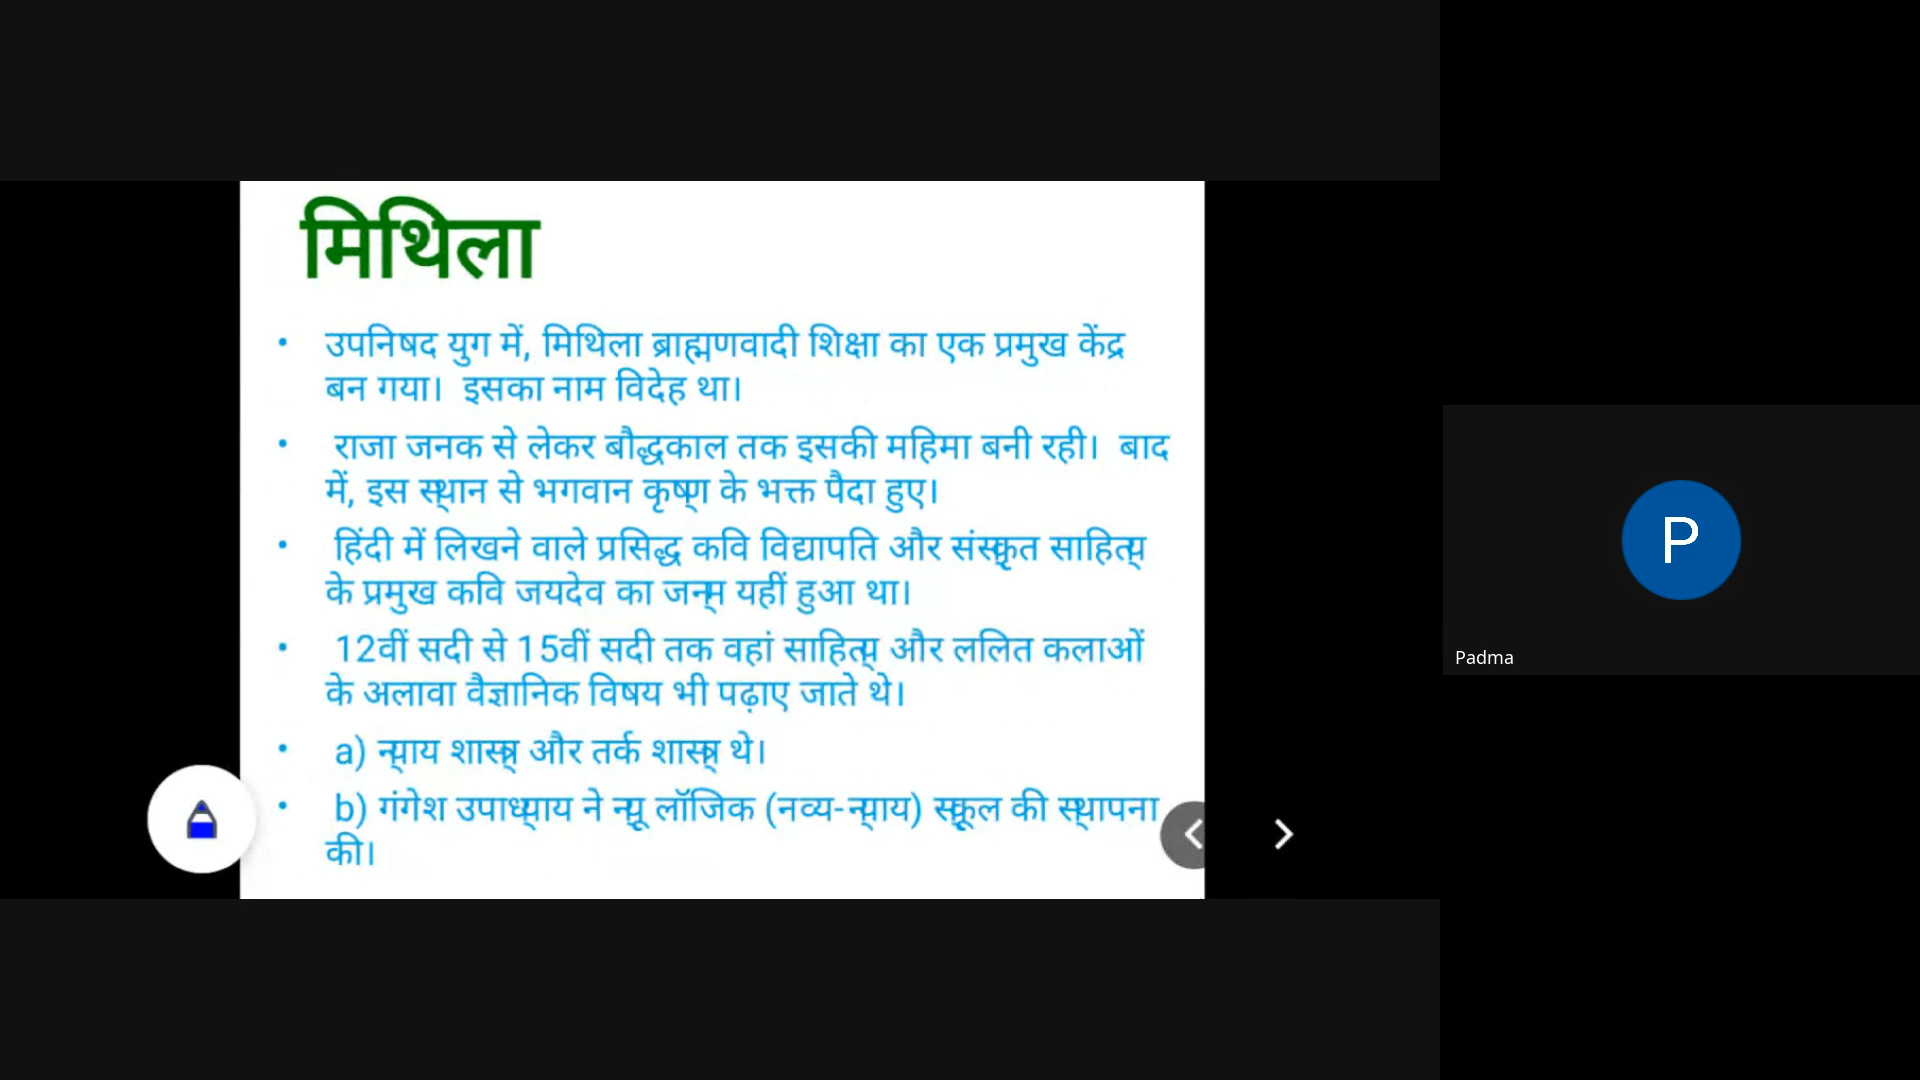 मिथिला
• उपनिषद युग में, मिथिला ब्राह्मणवादी शिक्षा का एक प्रमुख केंद्र
बन गया। इसका नाम विदेह था।
• राजा जनक से लेकर बौद्धकाल तक इसकी महिमा बनी रही। बाद
में, इस स्थान से भगवान कृष्ण के भक्त पैदा हुए।
• हिंदी में लिखने वाले प्रसिद्ध कवि विद्यापति और संस्कृत साहित्य
के प्रमुख कवि जयदेव का जन्म यहीं हुआ था।
• 12वीं सदी से 15वीं सदी तक वहां साहित्य और ललित कलाओं
के अलावा वैज्ञानिक विषय भी पढ़ाए जाते थे।
• a) न्याय शास्त्र और तर्क शास्त्र थे।
• b) गंगेश उपाध्याय ने न्यू लॉजिक (नव्य-न्याय) स्कूल की स्थापना
की।
P
Padma